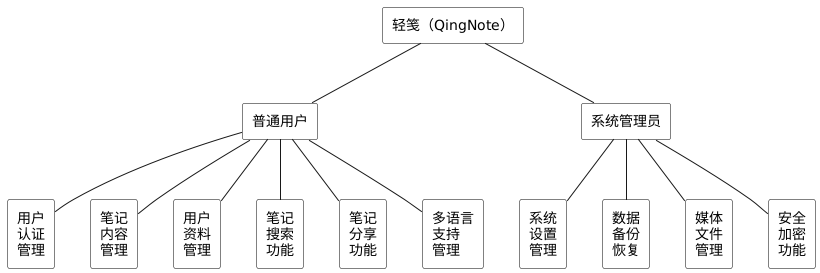 轻笺（QingNote）
普通用户
系统管理员
用户
认证
管理
笔记
内容
管理
用户
资料
管理
笔记
搜索
功能
笔记
分享
功能
多语言
支持
管理
系统
设置
管理
数据
备份
恢复
媒体
文件
管理
安全
加密
功能